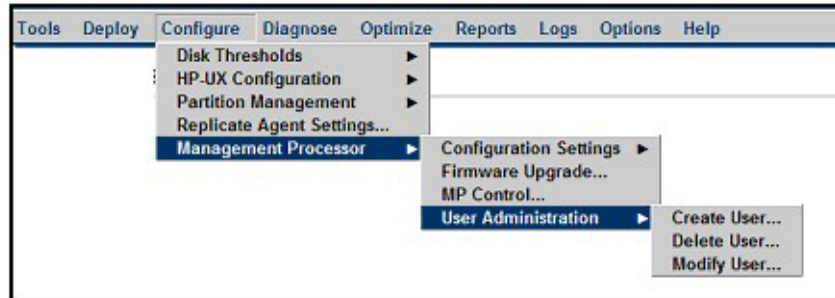 Tools Deploy Configure Diagnose Optimize Reports Logs Options Help
Disk Thresholds
HP-UX Configuration
Partition Management
Replicate Agent Settings...
Management Processor
Configuration Settings
Firmware Upgrade...
MP Control...
User Administration
Create User...
Delete User...
Modify User...